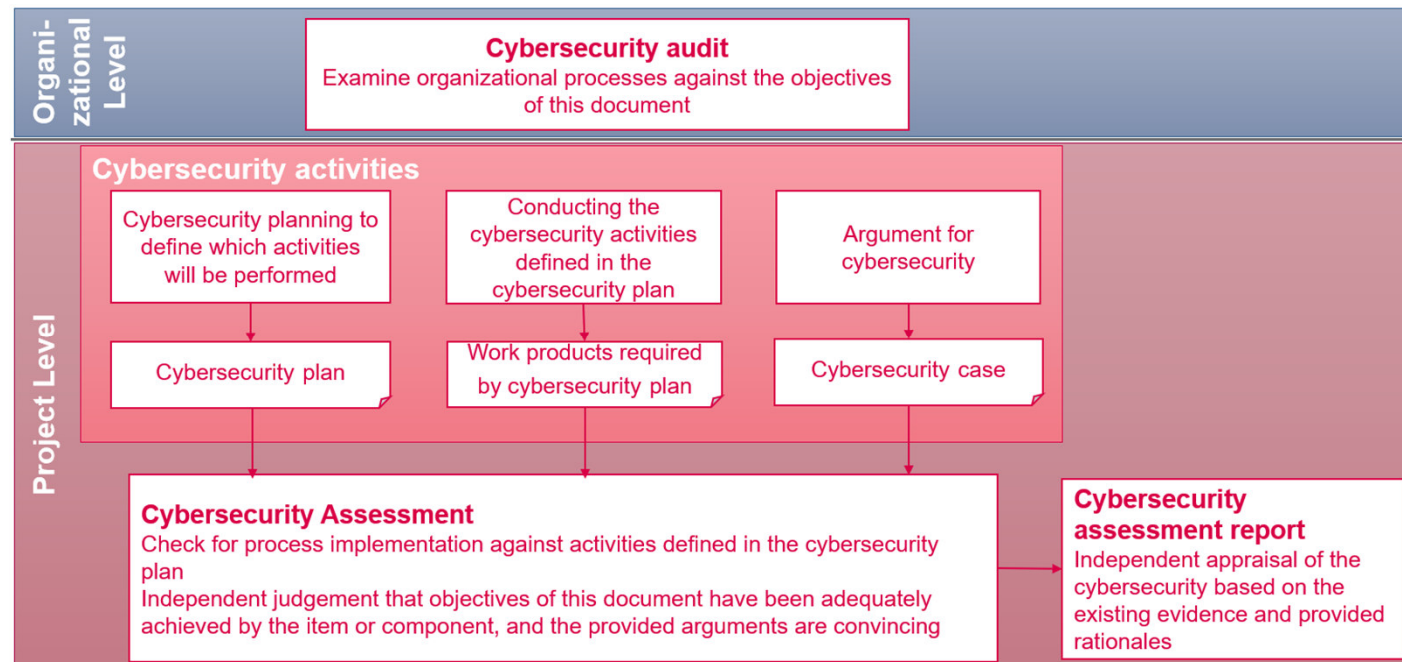 Organi-
zational
Level
Cybersecurity audit
Examine organizational processes against the objectives
of this document
Project Level
Cybersecurity activities
Cybersecurity planning to
define which activities
will be performed
Conducting the
cybersecurity activities
defined in the
cybersecurity plan
Argument for
cybersecurity
Cybersecurity plan
Work products required
by cybersecurity plan
Cybersecurity case
Cybersecurity Assessment
Check for process implementation against activities defined in the cybersecurity
plan
Independent judgement that objectives of this document have been adequately
achieved by the item or component, and the provided arguments are convincing
Cybersecurity
assessment report
Independent appraisal of the
cybersecurity based on the
existing evidence and provided
rationales